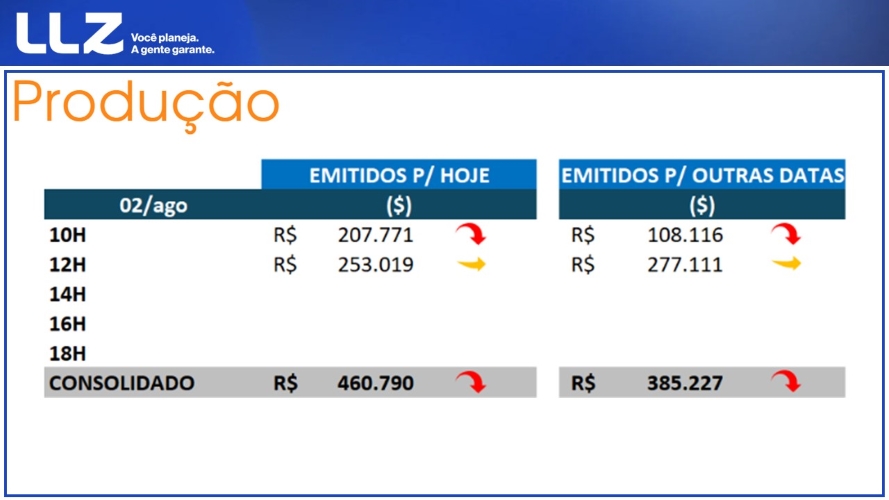 LLZ
Você planeja.
A gente garante.
Produção
EMITIDOS P/ HOJE EMITIDOS P/ OUTRAS DATAS
02/ago ($) ($)
10H R$ 207.771 R$ 108.116
12H R$ 253.019 R$ 277.111
14H
16H
18H
CONSOLIDADO R$ 460.790 R$ 385.227